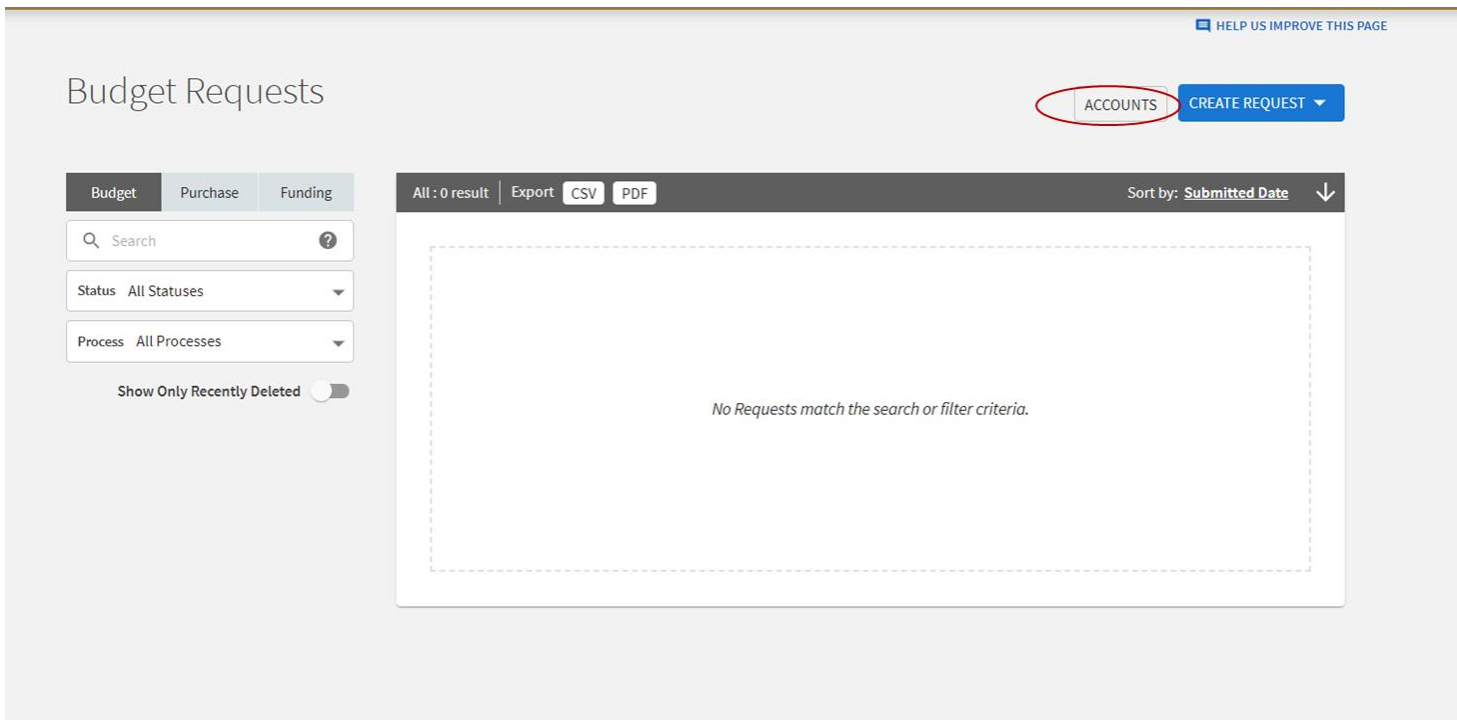 HELP US IMPROVE THIS PAGE
Budget Requests
ACCOUNTS
CREATE REQUEST
Budget Purchase Funding
All : 0 result Export CSV PDF Sort by: Submitted Date
Search
Status All Statuses
Process All Processes
Show Only Recently Deleted
No Requests match the search or filter criteria.